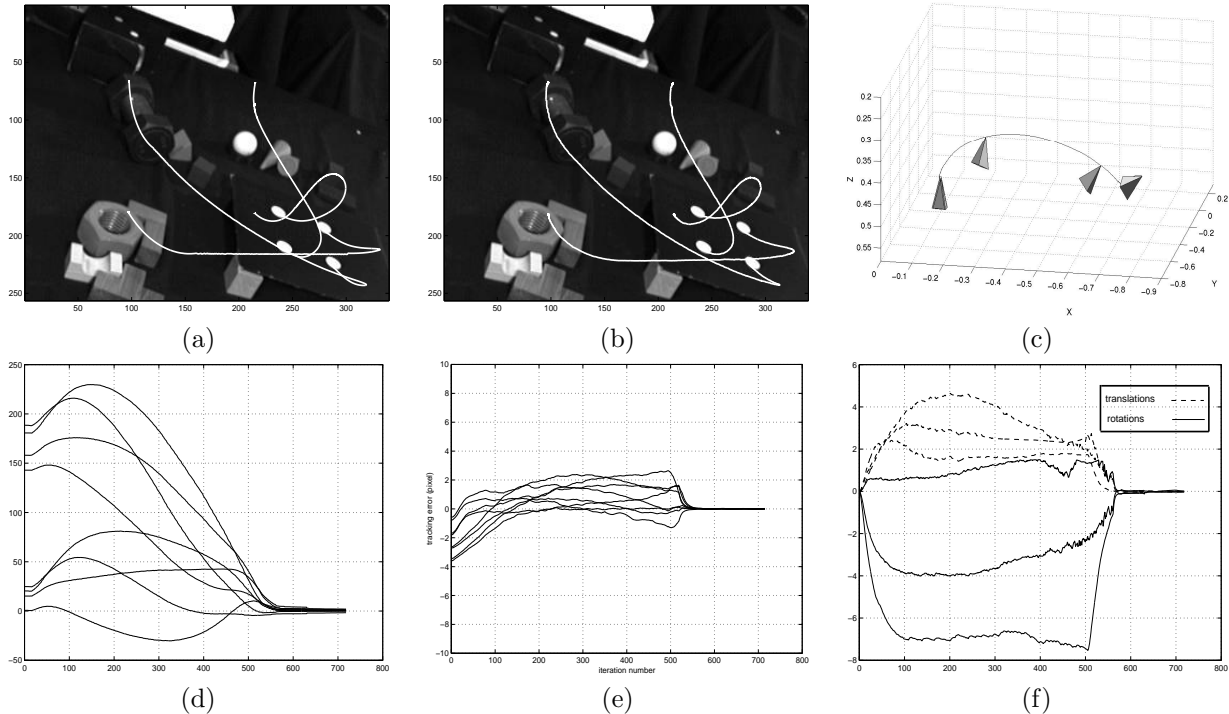 50
100
150
200
250
50 100 150 200 250 300
(a)
50
100
150
200
250
50 100 150 200 250 300
(b)
0.2
0.25
0.3
0.35
0.4
0.45
0.5
0.55
Z
0 −0.1 −0.2 −0.3 −0.4 −0.5 −0.6 −0.7 −0.8 −0.9
X
−0.8
−0.6
−0.4
−0.2
0
0.2
Y
(c)
250
200
150
100
50
0
−50
0 100 200 300 400 500 600 700 800
(d)
10
8
6
4
2
0
−2
−4
−6
−8
−10
tracking error (pixel)
0 100 200 300 400 500 600 700 800
iteration number
(e)
6
4
2
0
−2
−4
−6
−8
translations
rotations
0 100 200 300 400 500 600 700 800
(f)